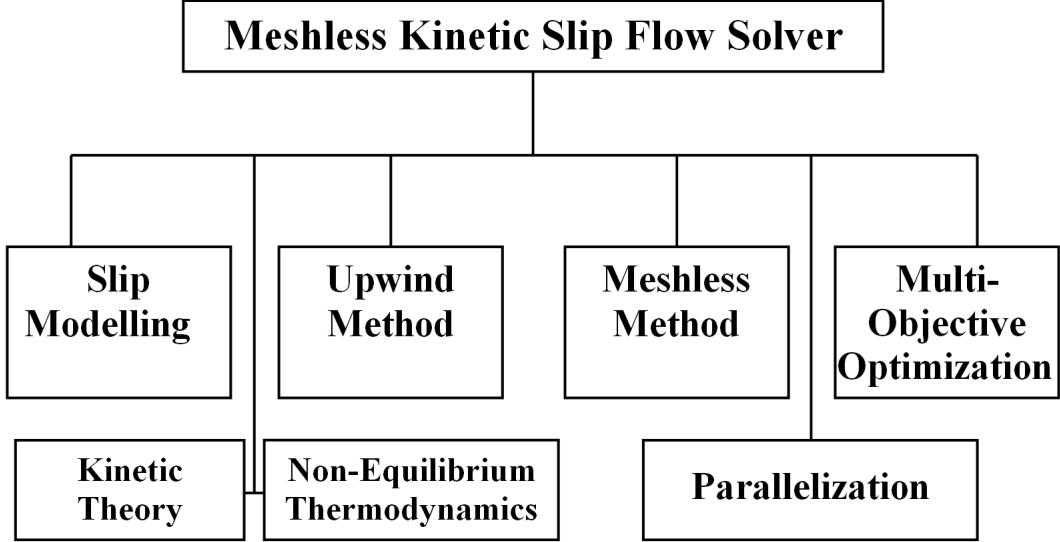 Meshless Kinetic Slip Flow Solver
Slip
Modelling
Upwind
Method
Meshless
Method
Multi-
Objective
Optimization
Kinetic
Theory
Non-Equilibrium
Thermodynamics
Parallelization